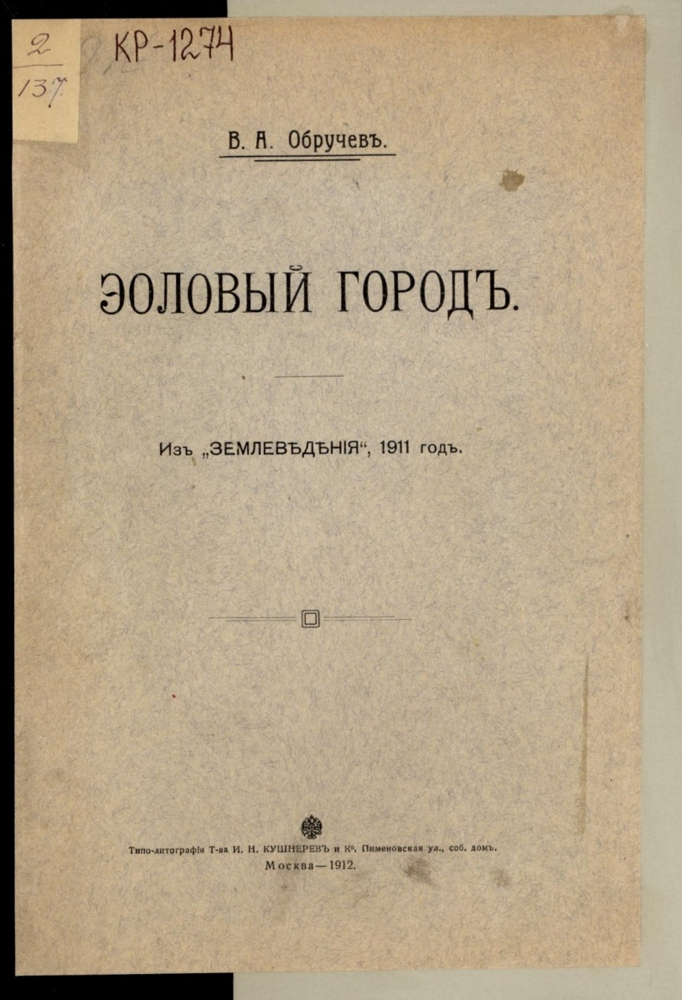 2
137
КР-1274
В. А. Обручевъ.
ЭОЛОВЫЙ ГОРОДЪ.
Изъ „ЗЕМЛЕВѢДѢНІЯ“, 1911 годъ.
Типо-литографія Т-ва И. Н. КУШНЕРЕВЪ и Кº, Пименовская ул., соб. домъ.
Москва—1912.